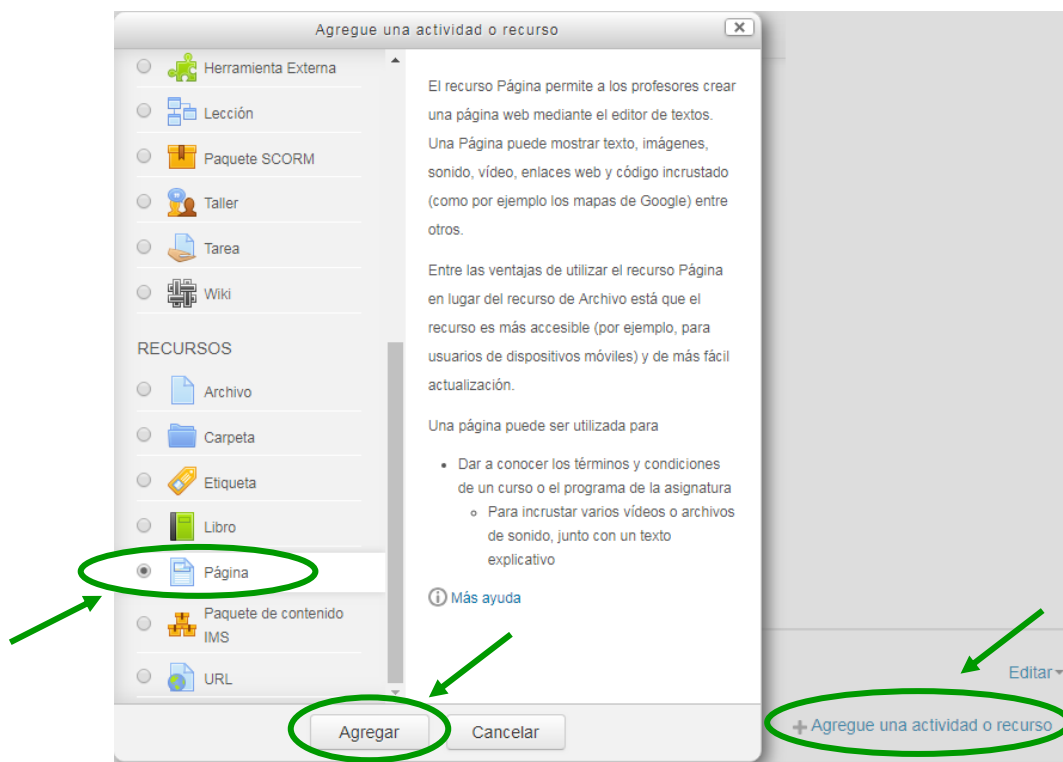 Agregue una actividad o recurso
Herramienta Externa
Lección
Paquete SCORM
Taller
Tarea
Wiki
RECURSOS
Archivo
Carpeta
Etiqueta
Libro
Página
Paquete de contenido
IMS
URL
El recurso Página permite a los profesores crear
una página web mediante el editor de textos.
Una Página puede mostrar texto, imágenes,
sonido, vídeo, enlaces web y código incrustado
(como por ejemplo los mapas de Google) entre
otros.
Entre las ventajas de utilizar el recurso Página
en lugar del recurso de Archivo está que el
recurso es más accesible (por ejemplo, para
usuarios de dispositivos móviles) y de más fácil
actualización.
Una página puede ser utilizada para
Dar a conocer los términos y condiciones
de un curso o el programa de la asignatura
Para incrustar varios vídeos o archivos
de sonido, junto con un texto
explicativo
Más ayuda
Agregar
Cancelar
Editar
Agregue una actividad o recurso